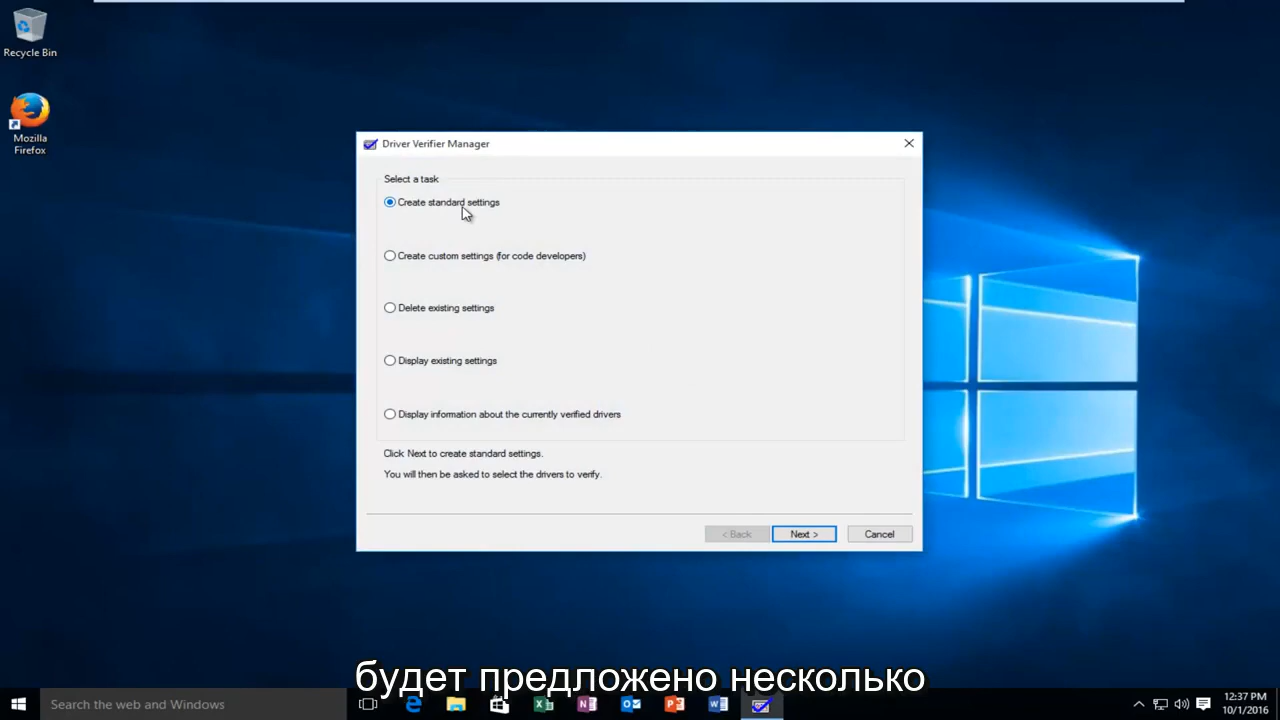 Recycle Bin
Mozilla
Firefox
Driver Verifier Manager
Select a task
Create standard settings
Create custom settings (for code developers)
Delete existing settings
Display existing settings
Display information about the currently verified drivers
Click Next to create standard settings.
You will then be asked to select the drivers to verify.
< Back
Next >
Cancel
будет предложено несколько
Search the web and Windows
12:37 PM
10/1/2016